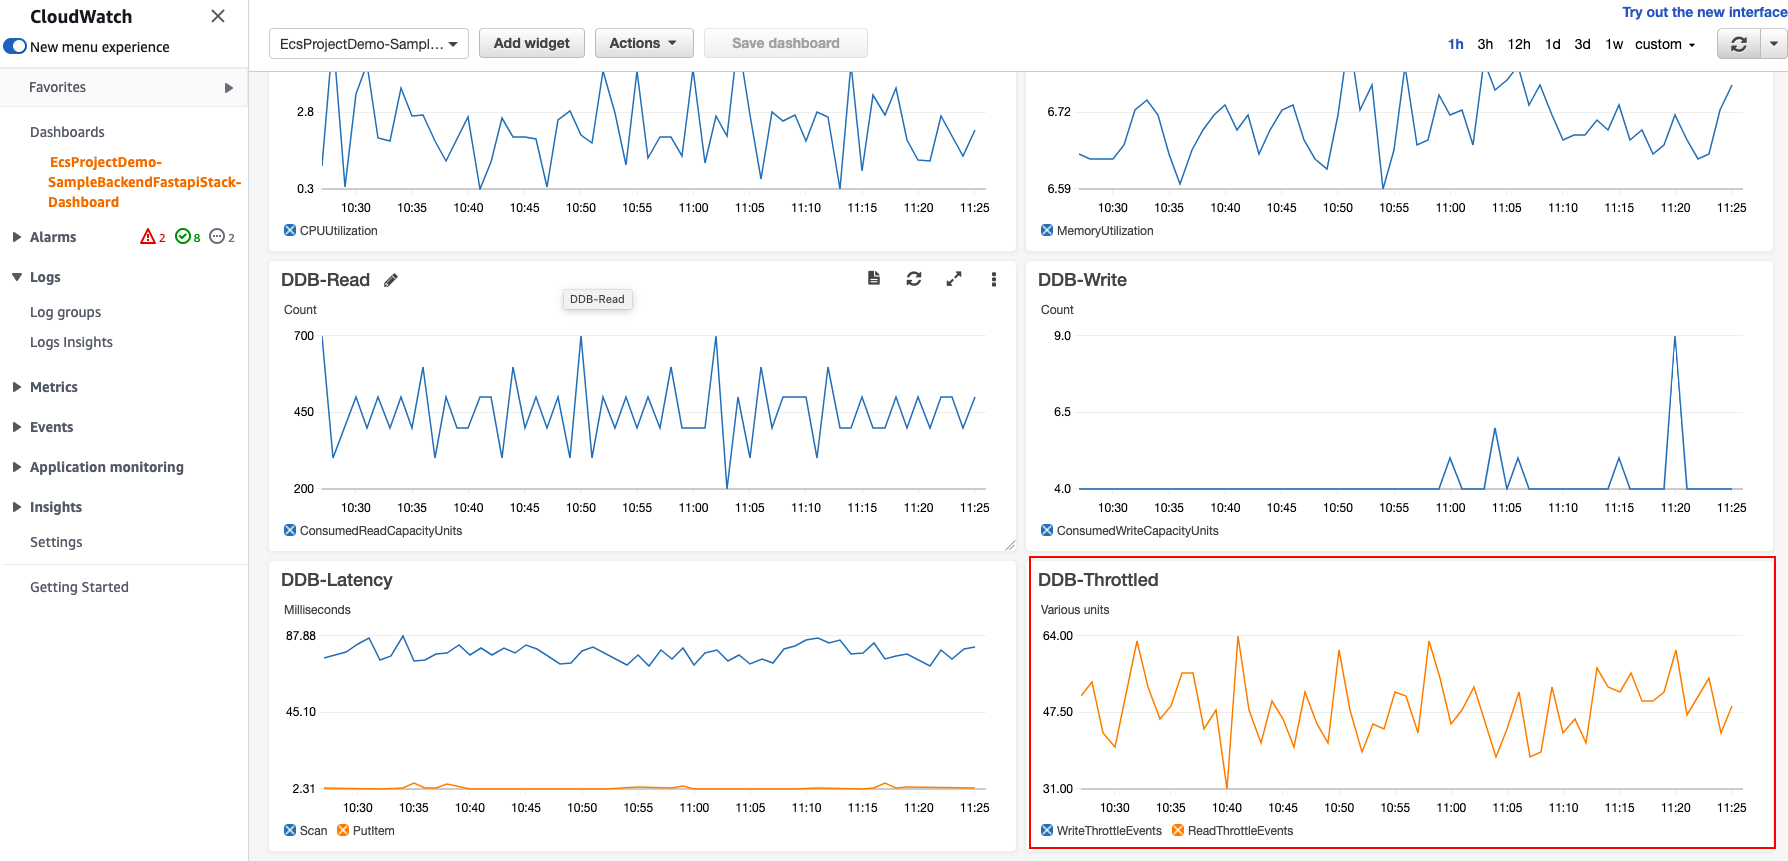 CloudWatch
New menu experience
Favorites
Dashboards
EcsProjectDemo-
SampleBackendFastapiStack-
Dashboard
Alarms 2 8 2
Logs
Log groups
Logs Insights
Metrics
Events
Application monitoring
Insights
Settings
Getting Started
Try out the new interface
EcsProjectDemo-Sampl... Add widget Actions Save dashboard 1h 3h 12h 1d 3d 1w custom
2.8
0.3
10:30 10:35 10:40 10:45 10:50 10:55 11:00 11:05 11:10 11:15 11:20 11:25
CPUUtilization
6.72
6.59
10:30 10:35 10:40 10:45 10:50 10:55 11:00 11:05 11:10 11:15 11:20 11:25
MemoryUtilization
DDB-Read
DDB-Read
Count
700
450
200
10:30 10:35 10:40 10:45 10:50 10:55 11:00 11:05 11:10 11:15 11:20 11:25
ConsumedReadCapacityUnits
DDB-Write
Count
9.0
6.5
4.0
10:30 10:35 10:40 10:45 10:50 10:55 11:00 11:05 11:10 11:15 11:20 11:25
ConsumedWriteCapacityUnits
DDB-Latency
Milliseconds
87.88
45.10
2.31
10:30 10:35 10:40 10:45 10:50 10:55 11:00 11:05 11:10 11:15 11:20 11:25
Scan PutItem
DDB-Throttled
Various units
64.00
47.50
31.00
10:30 10:35 10:40 10:45 10:50 10:55 11:00 11:05 11:10 11:15 11:20 11:25
WriteThrottleEvents ReadThrottleEvents